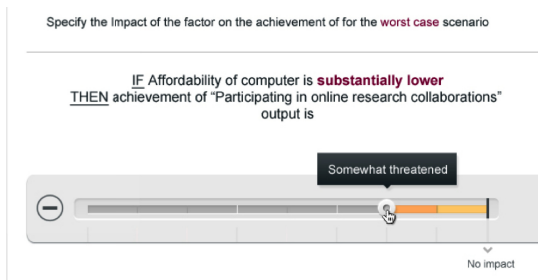 Specify the Impact of the factor on the achievement of for the worst case scenario
IF Affordability of computer is substantially lower
THEN achievement of "Participating in online research collaborations"
output is
Somewhat threatened
No impact